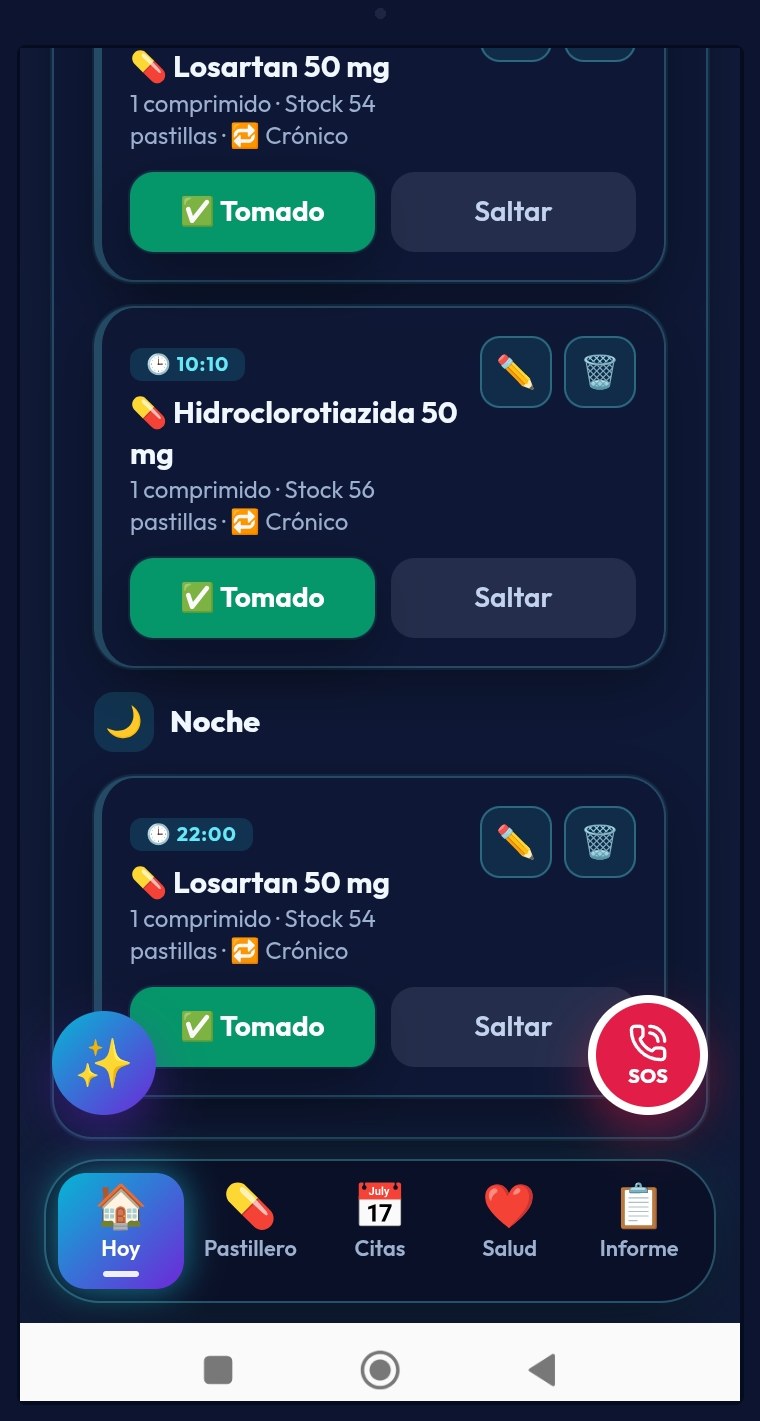 💊 Losartan 50 mg
1 comprimido · Stock 54
pastillas · 🔁 Crónico
✅ Tomado
Saltar
🕒 10:10
💊 Hidroclorotiazida 50
mg
1 comprimido · Stock 56
pastillas · 🔁 Crónico
✅ Tomado
Saltar
🌙 Noche
🕒 22:00
💊 Losartan 50 mg
1 comprimido · Stock 54
pastillas · 🔁 Crónico
✅ Tomado
Saltar
SOS
July
17
Hoy
Pastillero
Citas
Salud
Informe